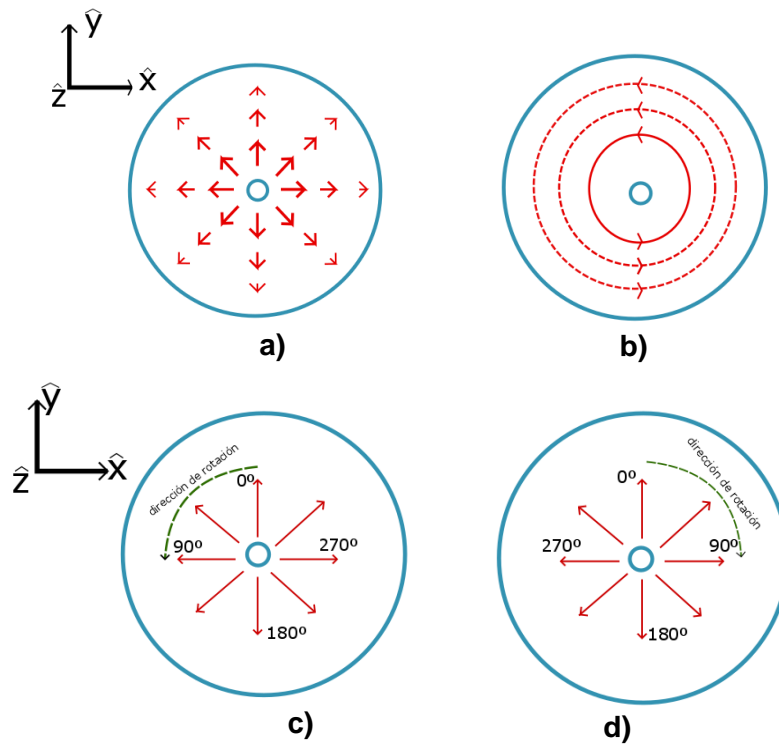 ŷ
ẑ x̂
a) b)
ŷ
ẑ x̂
dirección de rotación
0º
90º 270º
180º
c)
dirección de rotación
0º
270º 90º
180º
d)